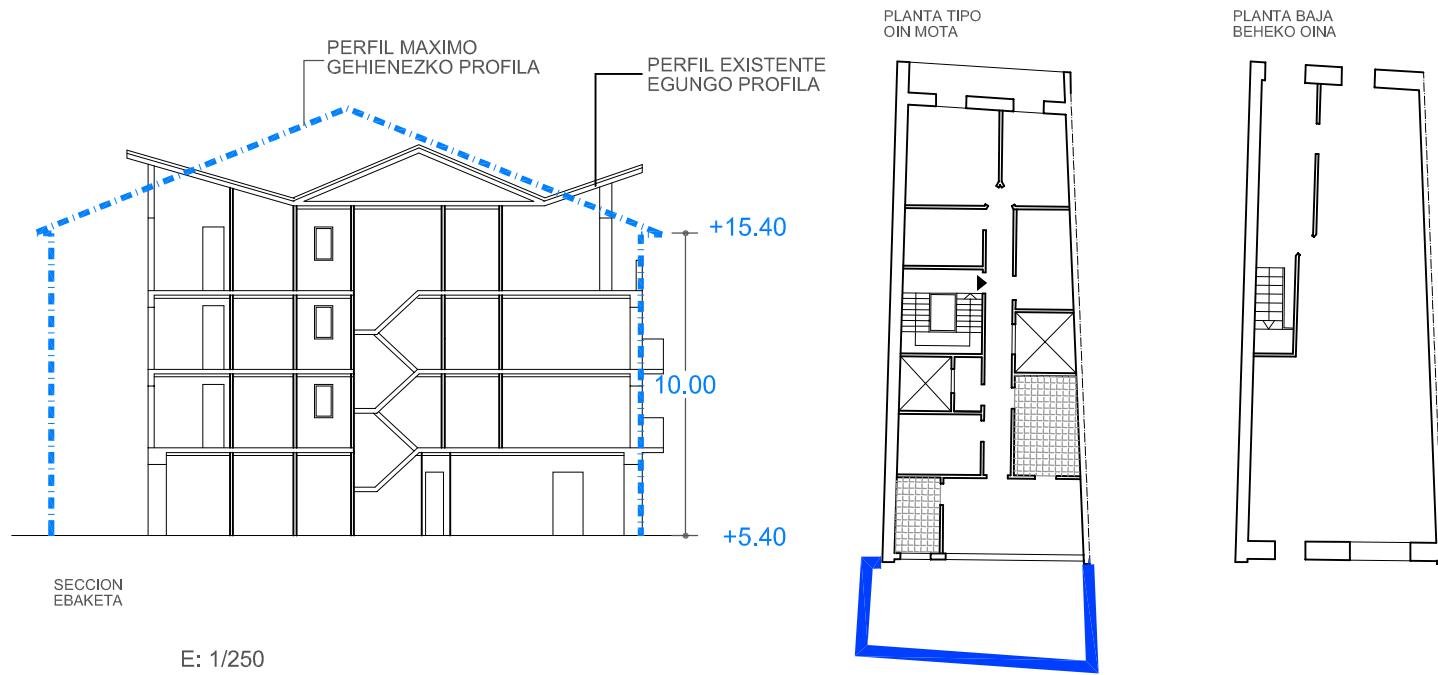 PERFIL MAXIMO
GEHIENEZKO PROFILA
PERFIL EXISTENTE
EGUNGO PROFILA
+15.40
10.00
+5.40
SECCION
EBAKETA
E: 1/250
PLANTA TIPO
OIN MOTA
PLANTA BAJA
BEHEKO OINA